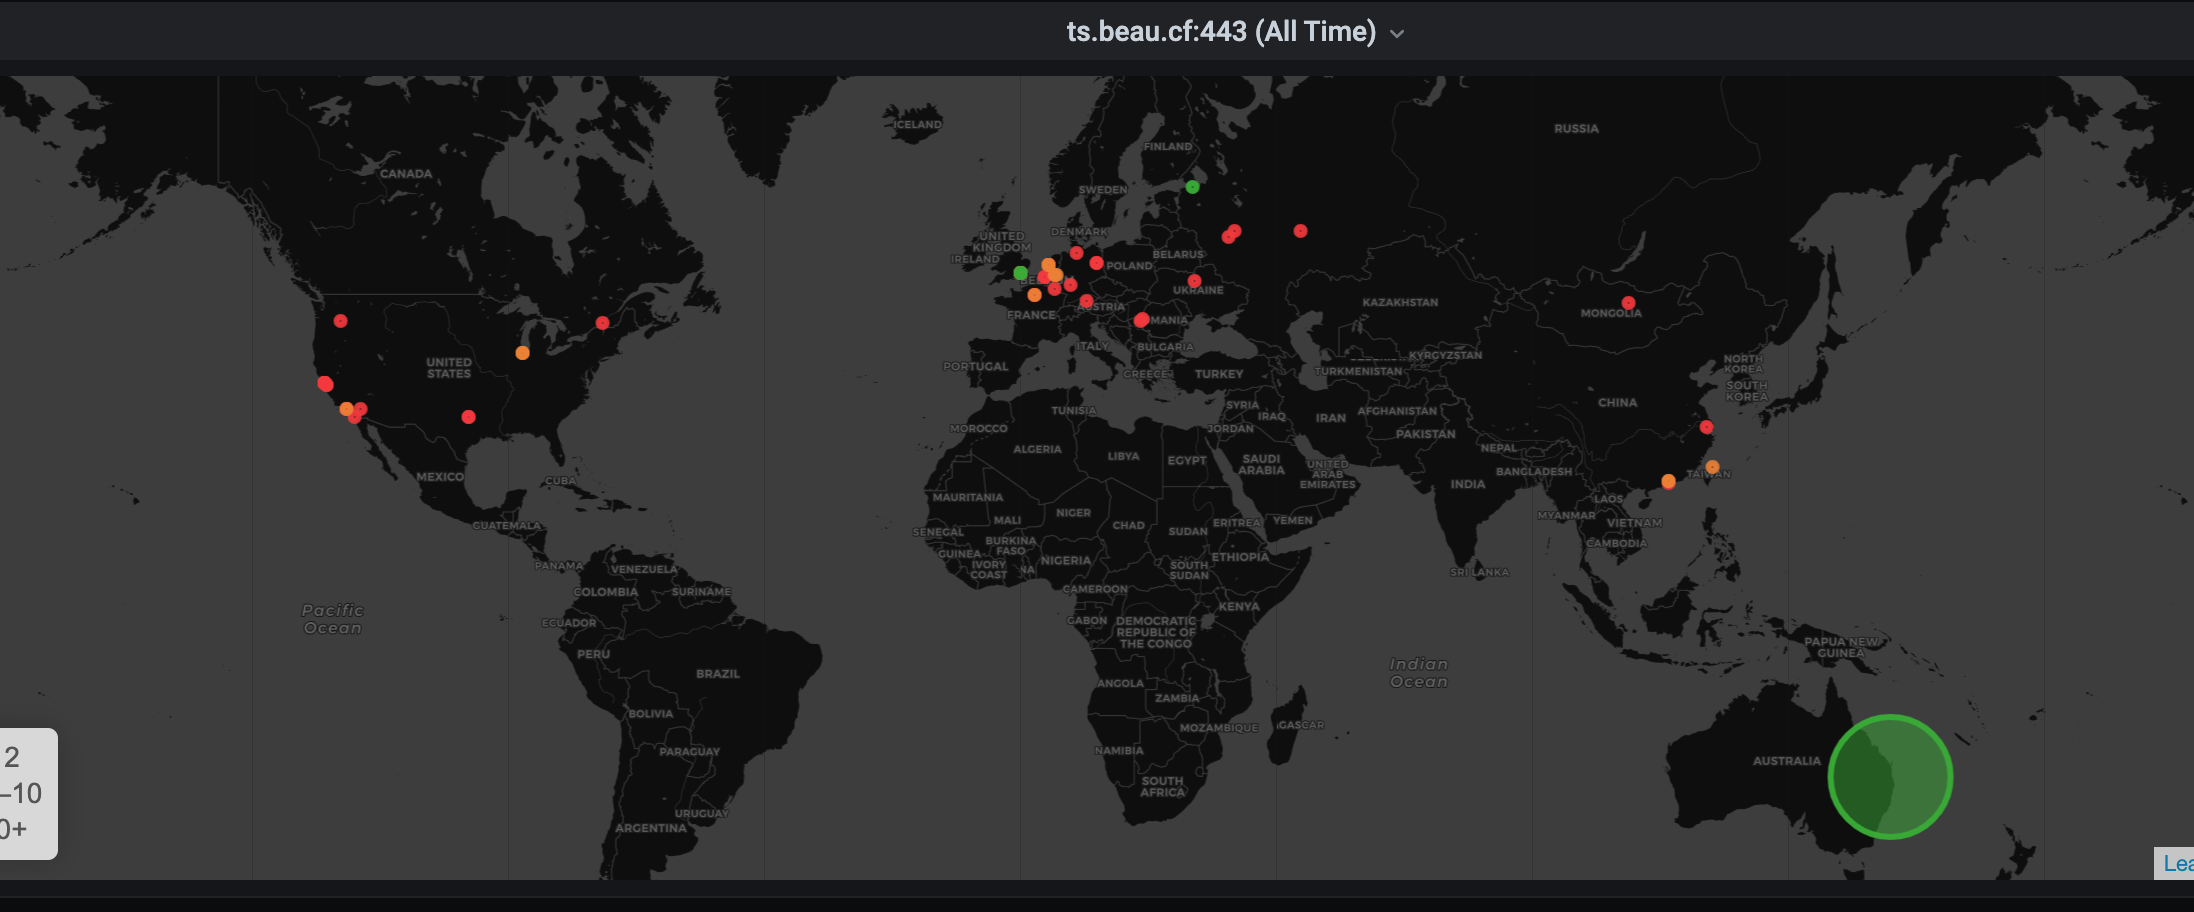 ts.beau.cf:443 (All Time)
ICELAND
RUSSIA
FINLAND
CANADA
SWEDEN
DENMARK
UNITED
KINGDOM
IRELAND
BELARUS
POLAND
UKRAINE
KAZAKHSTAN
MONGOLIA
AUSTRIA
FRANCE
MANIA
ITALY
BULGARIA
KYRGYZSTAN
UNITED
STATES
PORTUGAL
GREECE
TURKEY
TURKMENISTAN
NORTH
KOREA
SOUTH
KOREA
CHINA
TUNISIA
SYRIA
IRAQ
IRAN
AFGHANISTAN
MOROCCO
JORDAN
PAKISTAN
ALGERIA
LIBYA
EGYPT
SAUDI
ARABIA
NEPAL
UNITED
ARAB
EMIRATES
BANGLADESH
TAIWAN
MEXICO
CUBA
INDIA
MAURITANIA
LAOS
MALI
NIGER
CHAD
SUDAN
ERITREA
YEMEN
MYANMAR
VIETNAM
GUATEMALA
SENEGAL
BURKINA
FASO
CAMBODIA
GUINEA
IVORY
COAST
NA
NIGERIA
SOUTH
SUDAN
ETHIOPIA
PANAMA
VENEZUELA
SRI LANKA
COLOMBIA
SURINAME
CAMEROON
KENYA
Pacific
Ocean
ECUADOR
GABON
DEMOCRATIC
REPUBLIC OF
THE CONGO
PAPUA NEW
GUINEA
PERU
BRAZIL
Indian
Ocean
ANGOLA
ZAMBIA
BOLIVIA
MOZAMBIQUE
GASCAR
PARAGUAY
NAMIBIA
AUSTRALIA
SOUTH
AFRICA
URUGUAY
ARGENTINA
2
–10
0+
Lea